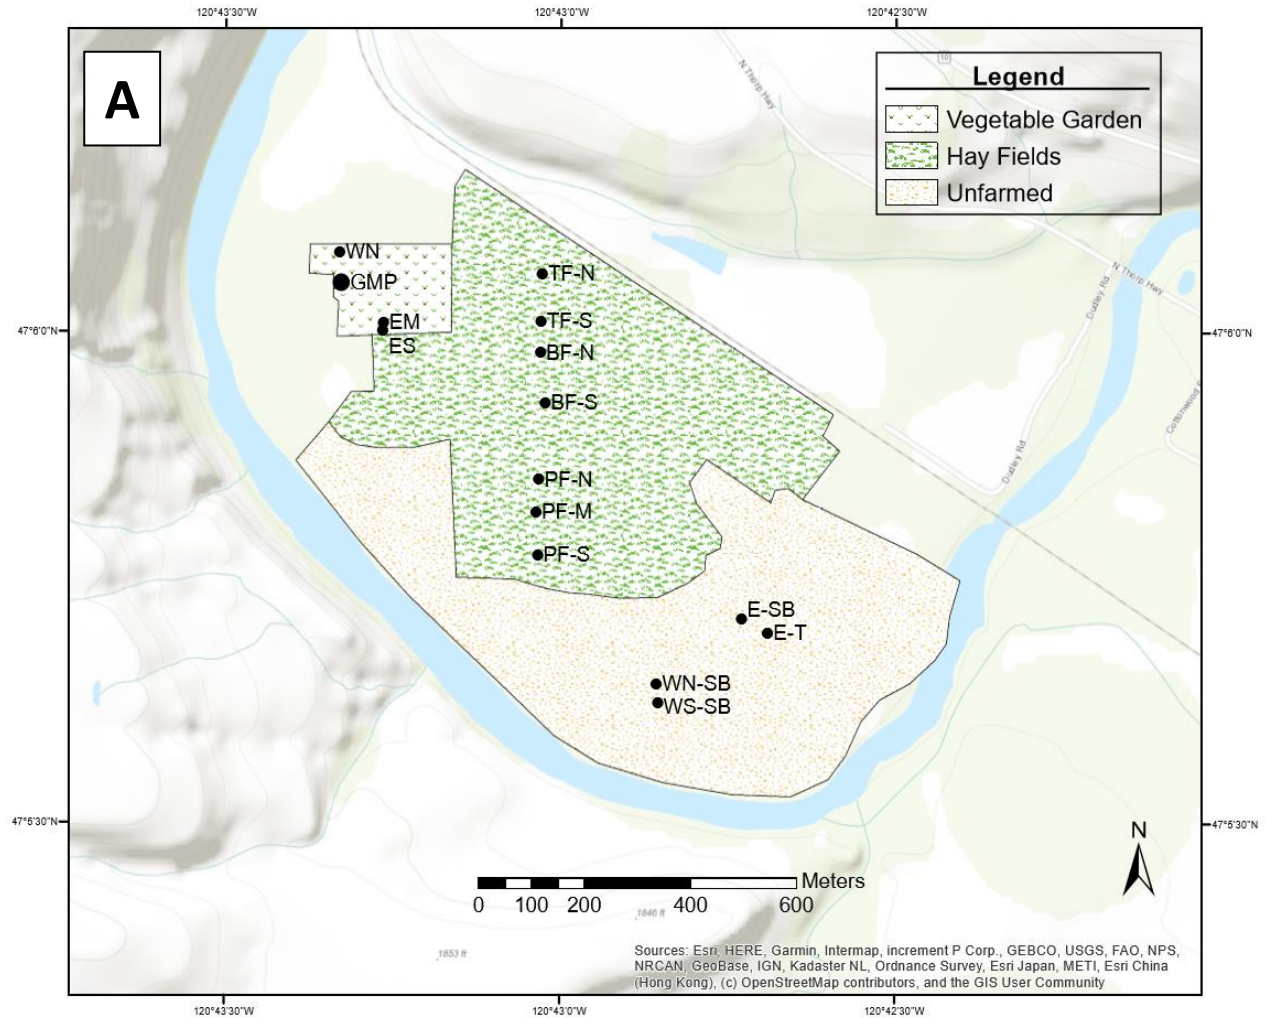 120°43'30"W
120°43'0"W
120°42'30"W
A
N Thorp Hwy
10
Legend
Vegetable Garden
Hay Fields
Unfarmed
WN
GMP
EM
ES
TF-N
TF-S
BF-N
BF-S
PF-N
PF-M
PF-S
E-SB
E-T
WN-SB
WS-SB
N Thorp Hwy
Dudley Rd
Dudley Rd
47°6'0"N
47°6'0"N
47°5'30"N
47°5'30"N
N
Meters
0 100 200 400 600
1846 ft
1853 ft
Sources: Esri, HERE, Garmin, Intermap, increment P Corp., GEBCO, USGS, FAO, NPS,
NRCAN, GeoBase, IGN, Kadaster NL, Ordnance Survey, Esri Japan, METI, Esri China
(Hong Kong), (c) OpenStreetMap contributors, and the GIS User Community
120°43'30"W
120°43'0"W
120°42'30"W